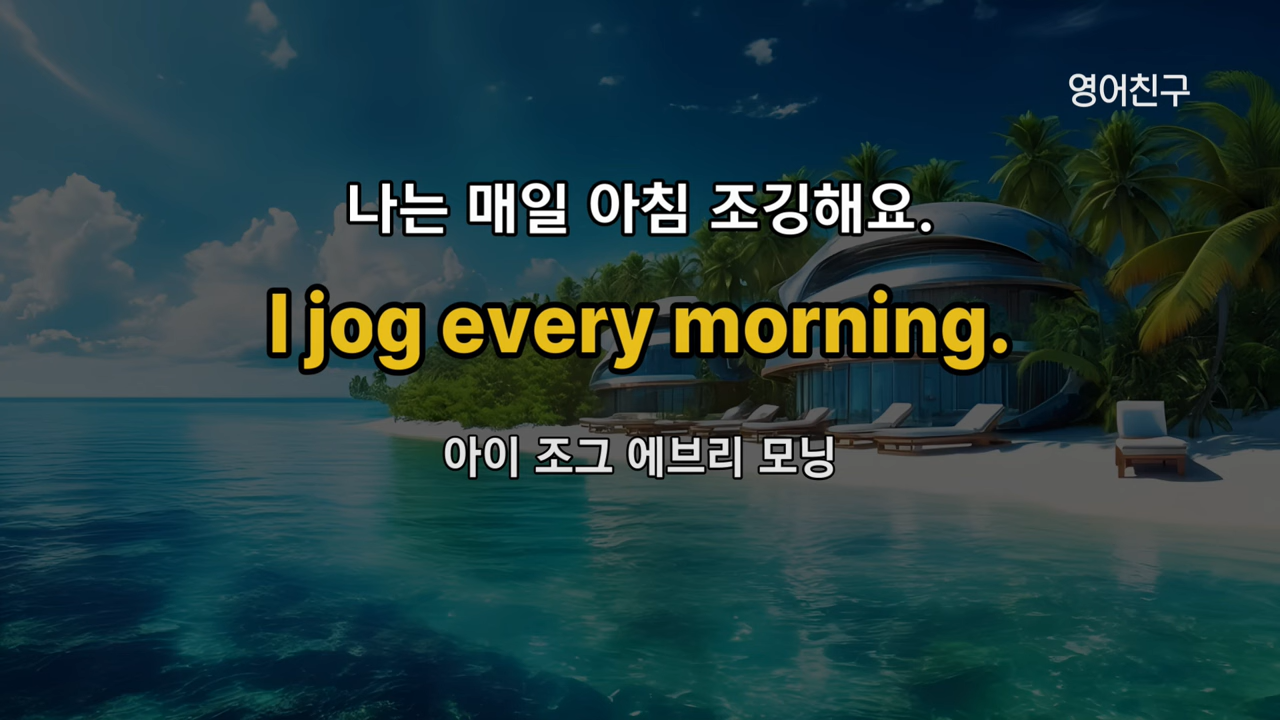 영어친구
나는 매일 아침 조깅해요.
I jog every morning.
아이 조그 에브리 모닝